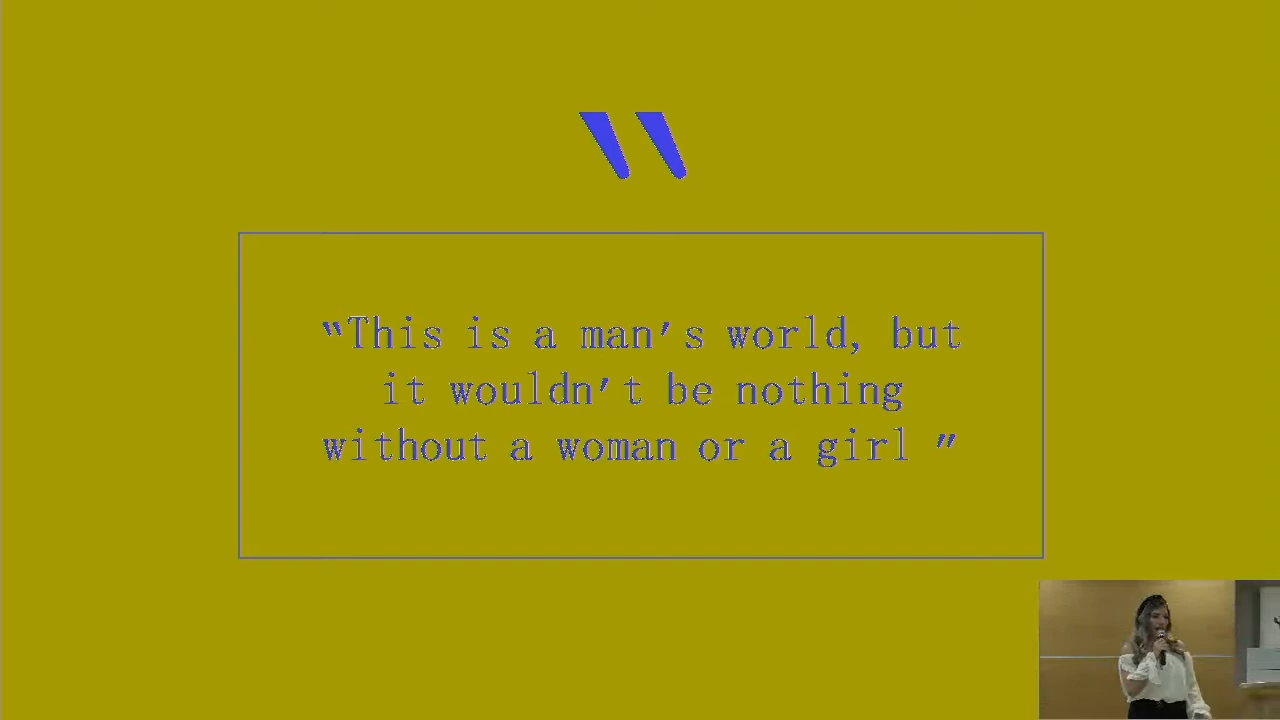 “This is a man's world, but
it wouldn't be nothing
without a woman or a girl ”